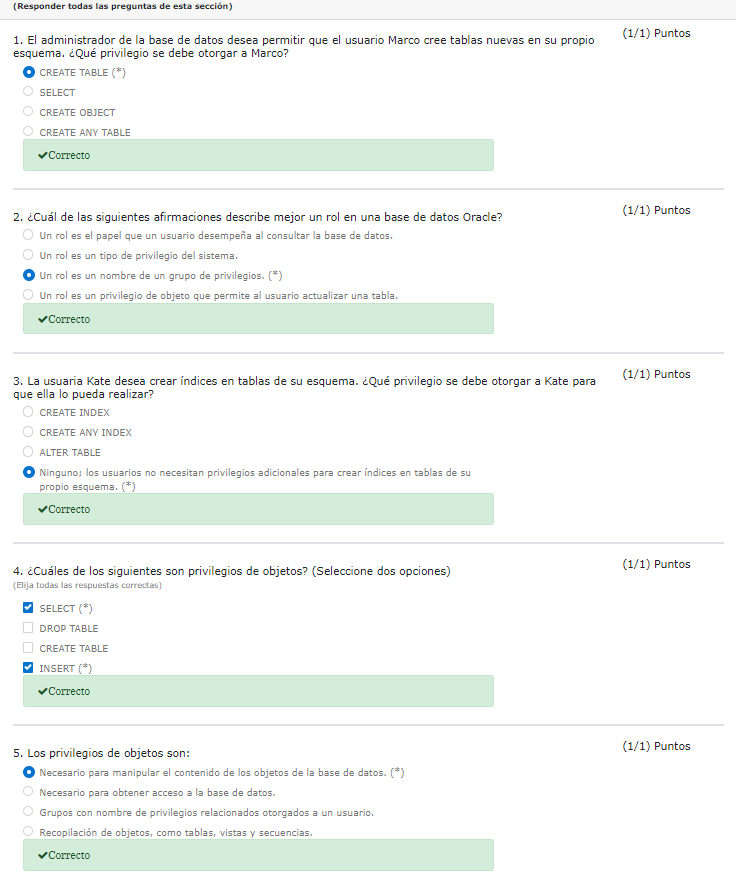 (Responder todas las preguntas de esta sección)
1. El administrador de la base de datos desea permitir que el usuario Marco cree tablas nuevas en su propio
esquema. ¿Qué privilegio se debe otorgar a Marco?
(1/1) Puntos
CREATE TABLE (*)
SELECT
CREATE OBJECT
CREATE ANY TABLE
✔Correcto
2. ¿Cuál de las siguientes afirmaciones describe mejor un rol en una base de datos Oracle?
(1/1) Puntos
Un rol es el papel que un usuario desempeña al consultar la base de datos.
Un rol es un tipo de privilegio del sistema.
Un rol es un nombre de un grupo de privilegios. (*)
Un rol es un privilegio de objeto que permite al usuario actualizar una tabla.
✔Correcto
3. La usuaria Kate desea crear índices en tablas de su esquema. ¿Qué privilegio se debe otorgar a Kate para
que ella lo pueda realizar?
(1/1) Puntos
CREATE INDEX
CREATE ANY INDEX
ALTER TABLE
Ninguno; los usuarios no necesitan privilegios adicionales para crear índices en tablas de su
propio esquema. (*)
✔Correcto
4. ¿Cuáles de los siguientes son privilegios de objetos? (Seleccione dos opciones)
(1/1) Puntos
(Elija todas las respuestas correctas)
SELECT (*)
DROP TABLE
CREATE TABLE
INSERT (*)
✔Correcto
5. Los privilegios de objetos son:
(1/1) Puntos
Necesario para manipular el contenido de los objetos de la base de datos. (*)
Necesario para obtener acceso a la base de datos.
Grupos con nombre de privilegios relacionados otorgados a un usuario.
Recopilación de objetos, como tablas, vistas y secuencias.
✔Correcto